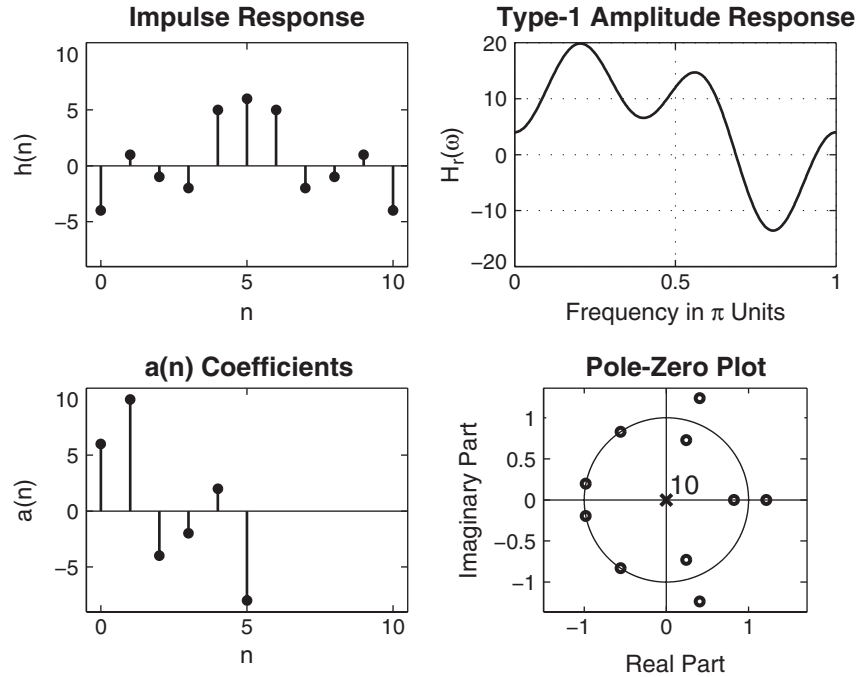 Impulse Response
10
5
0
−5
h(n)
0
5
10
n
Type-1 Amplitude Response
20
10
0
−10
−20
Hr(ω)
0
0.5
1
Frequency in π Units
a(n) Coefficients
10
5
0
−5
a(n)
0
5
10
n
Pole-Zero Plot
1
0.5
0
−0.5
−1
Imaginary Part
10
−1
0
1
Real Part